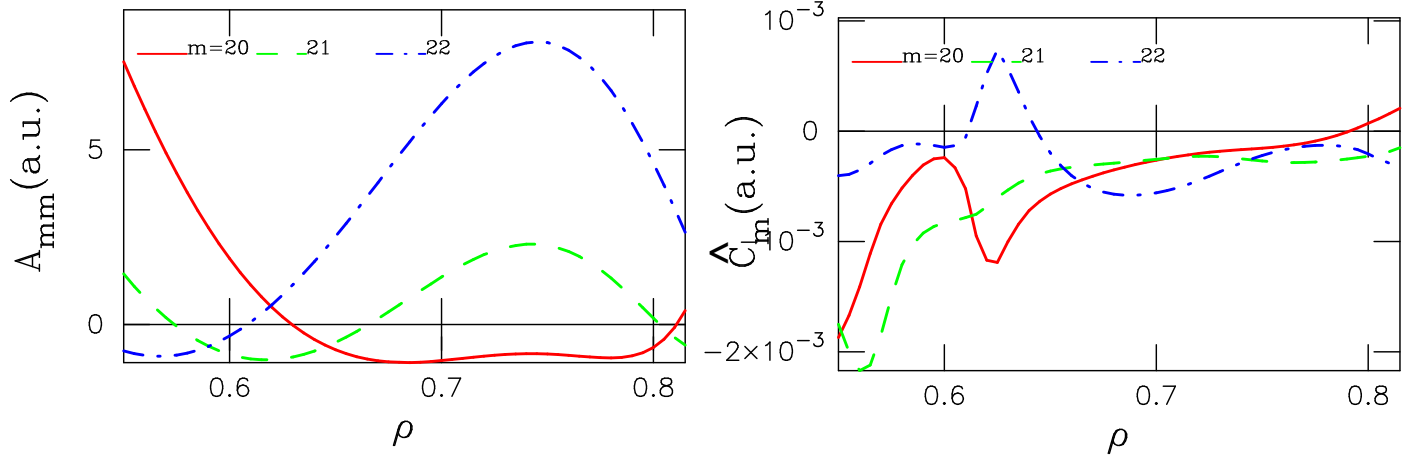 m=20 21 22
5
0
0.6 0.7 0.8
A_mm(a.u.)
ρ
10^-3
m=20 21 22
0
10^-3
-2×10^-3
0.6 0.7 0.8
Ĉ_m(a.u.)
ρ